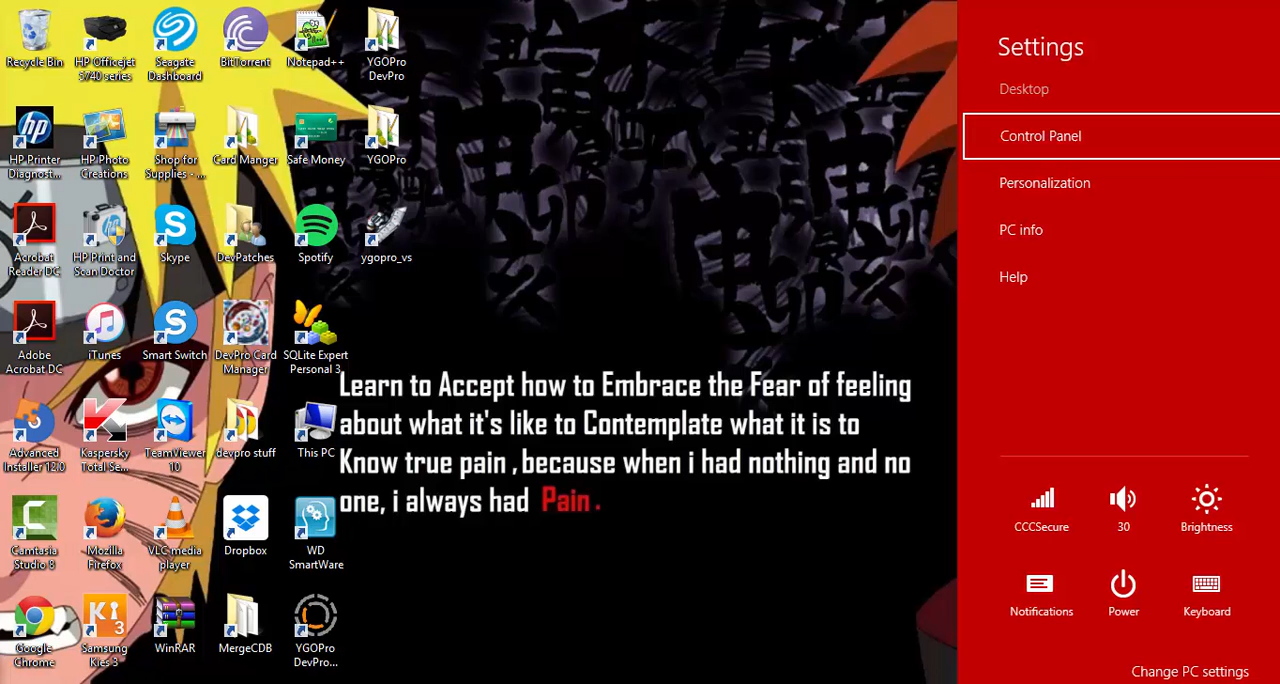 Recycle Bin
HP Officejet
5740 series
Seagate
Dashboard
BitTorrent
Notepad++
YGOPro
DevPro
HP Printer
Diagnost...
HP Photo
Creations
Shop for
Supplies - ...
Card Manger
Safe Money
YGOPro
Acrobat
Reader DC
HP Print and
Scan Doctor
Skype
DevPatches
Spotify
ygopro_vs
Adobe
Acrobat DC
iTunes
Smart Switch
DevPro Card
Manager
SQLite Expert
Personal 3
Advanced
Installer 12.0
Kaspersky
Total Se...
TeamViewer
10
devpro stuff
This PC
Camtasia
Studio 8
Mozilla
Firefox
VLC media
player
Dropbox
WD
SmartWare
Google
Chrome
Samsung
Kies 3
WinRAR
MergeCDB
YGOPro
DevPro...
Learn to Accept how to Embrace the Fear of feeling
about what it's like to Contemplate what it is to
Know true pain , because when i had nothing and no
one, i always had Pain .
Settings
Desktop
Control Panel
Personalization
PC info
Help
CCCSecure
30
Brightness
Notifications
Power
Keyboard
Change PC settings